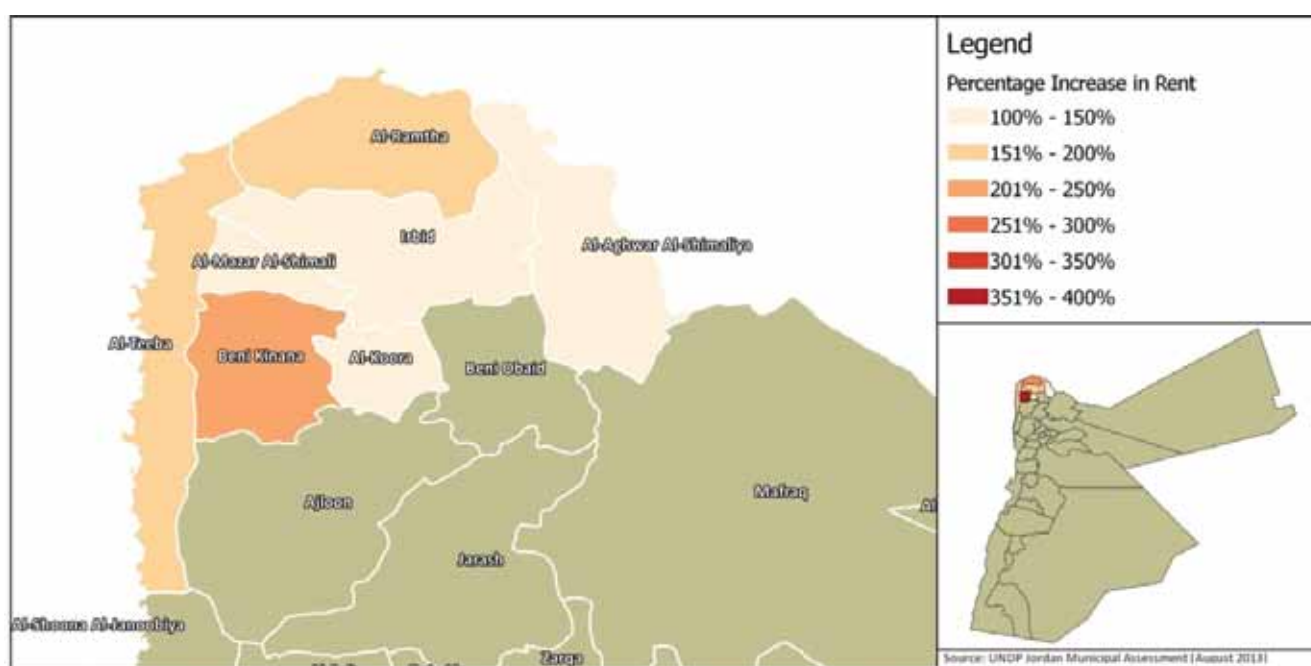 Al-Ramtha
Irbid
Al-Aghwar Al-Shimaliya
Al-Mazar Al-Shimali
Al-Teeba
Beni Kinana
Al-Koora
Beni Obaid
Ajloon
Mafraq
Jarash
Al-Shoona Al-Janoobiya
Zarqa
Legend
Percentage Increase in Rent
100% - 150%
151% - 200%
201% - 250%
251% - 300%
301% - 350%
351% - 400%
Source: UNDP Jordan Municipal Assessment (August 2013)